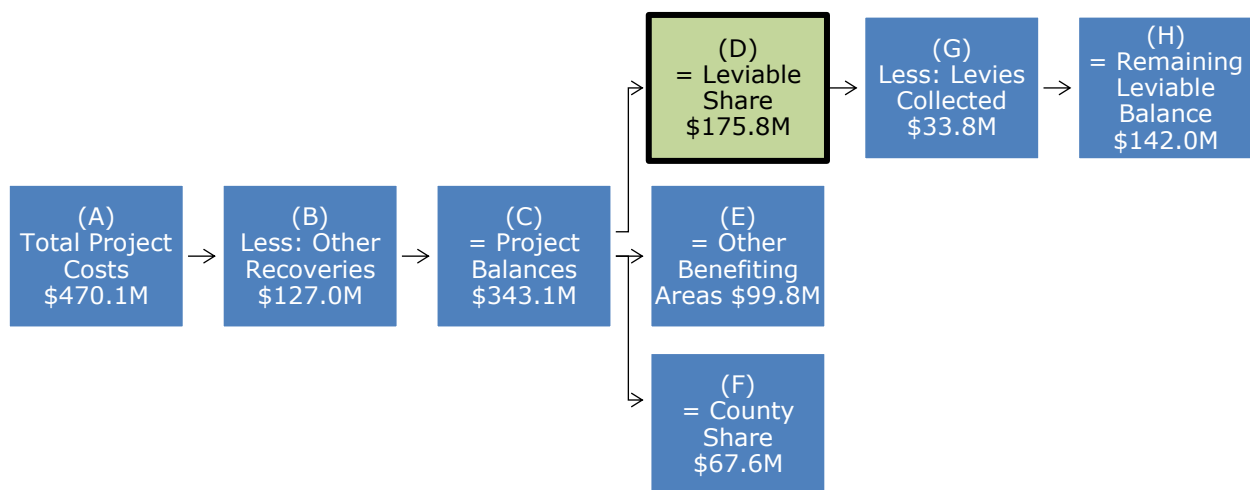 (A)
Total Project
Costs
$470.1M
(B)
Less: Other
Recoveries
$127.0M
(C)
= Project
Balances
$343.1M
(D)
= Leviable
Share
$175.8M
(G)
Less: Levies
Collected
$33.8M
(H)
= Remaining
Leviable
Balance
$142.0M
(E)
= Other
Benefiting
Areas $99.8M
(F)
= County
Share
$67.6M